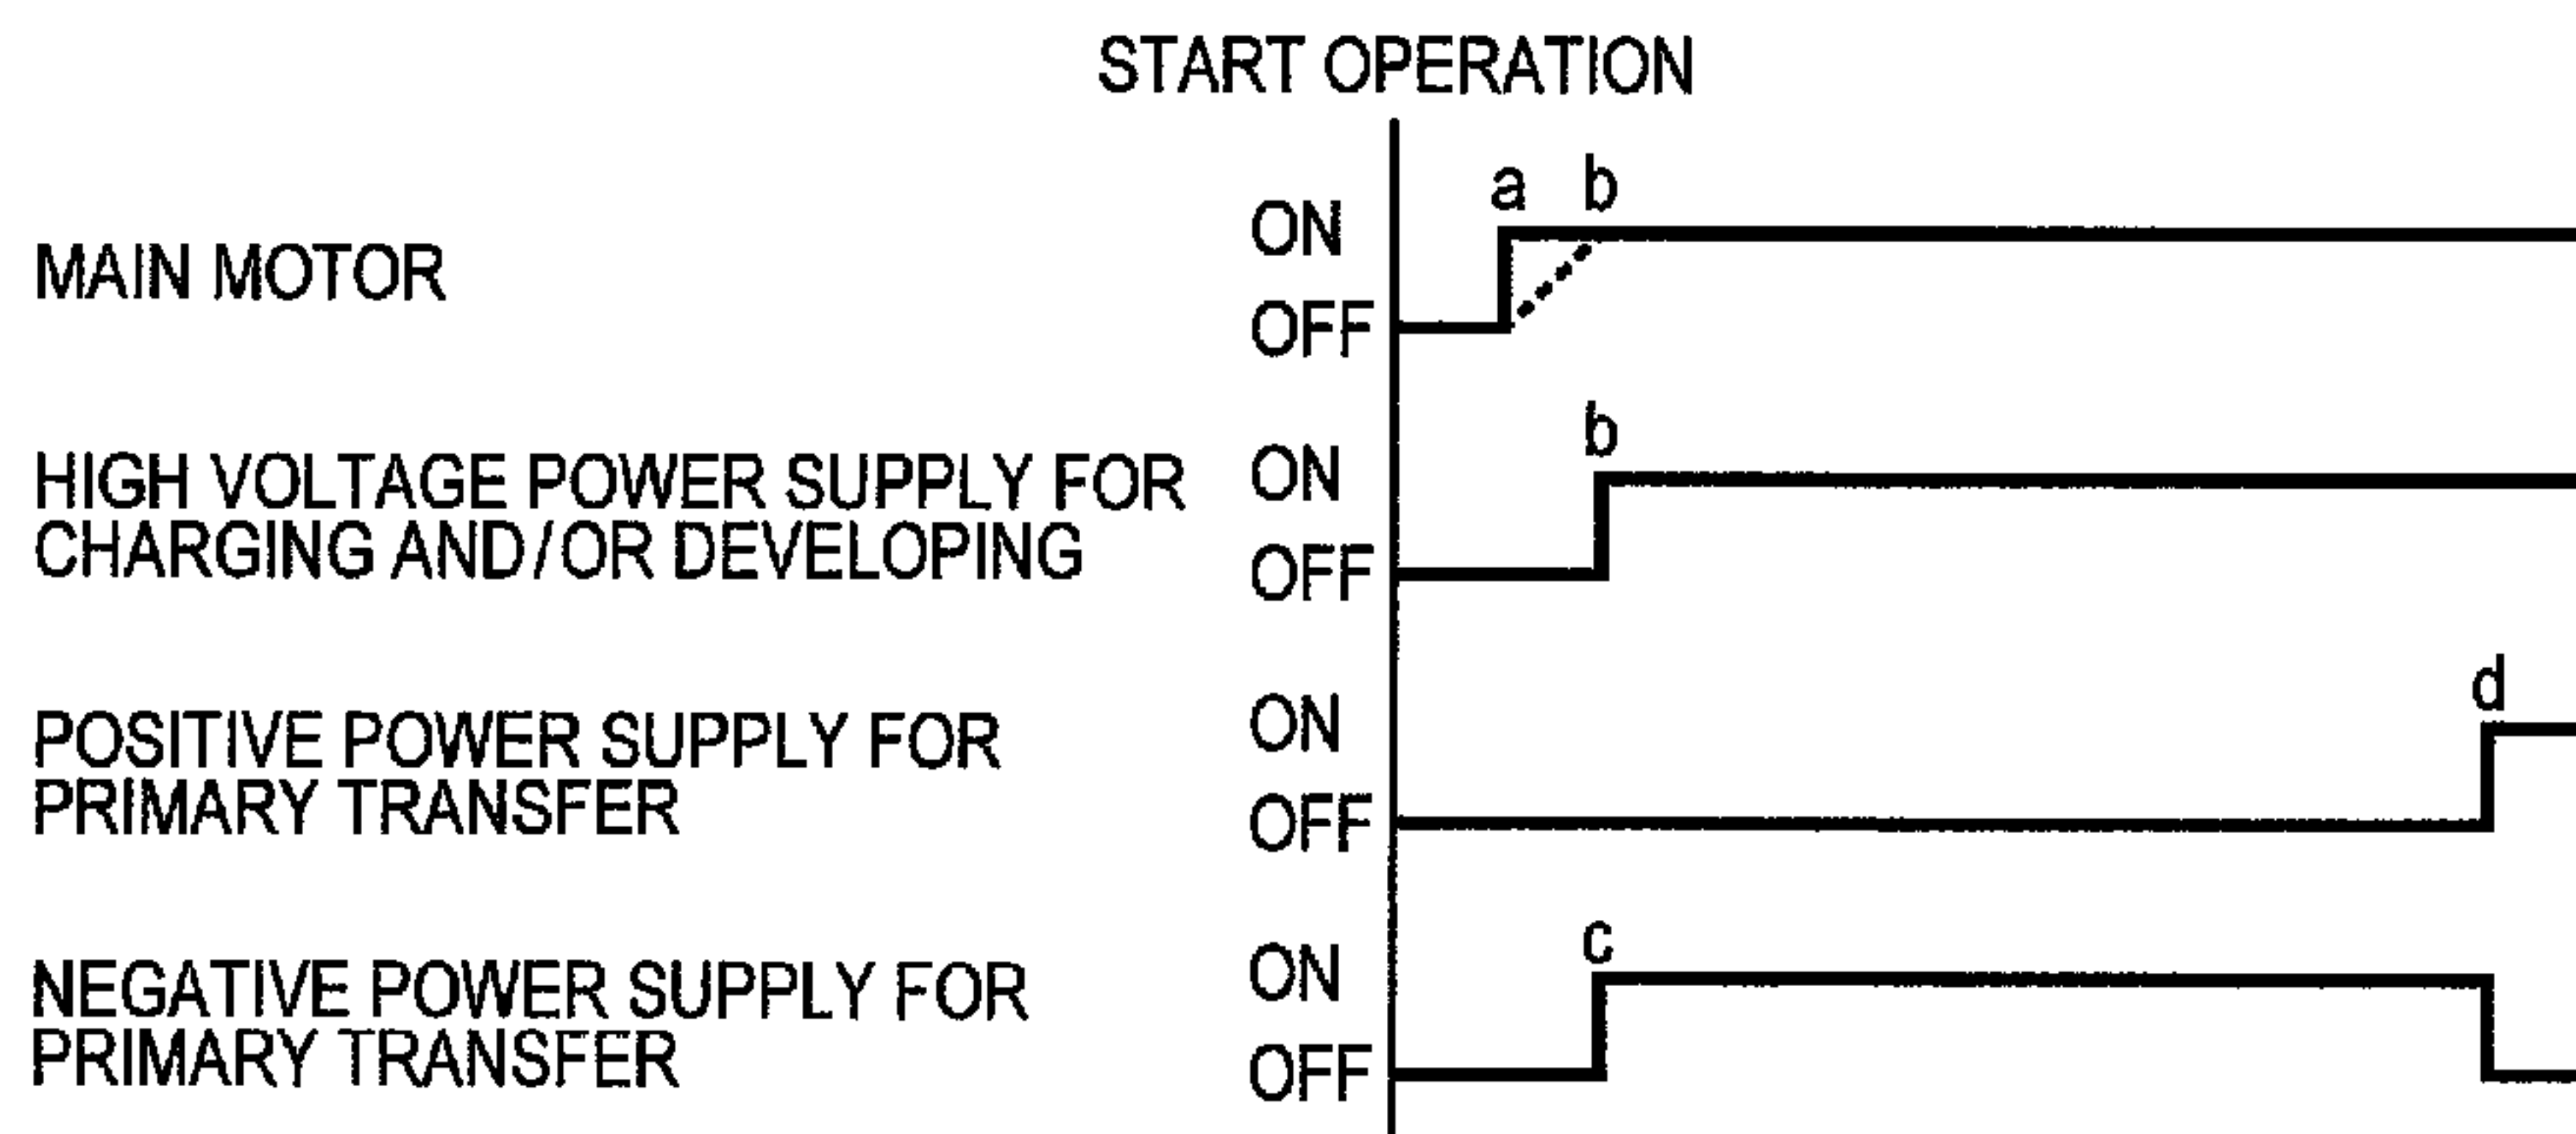 START OPERATION
a b
MAIN MOTOR
ON
OFF
b
HIGH VOLTAGE POWER SUPPLY FOR
CHARGING AND/OR DEVELOPING
ON
OFF
d
POSITIVE POWER SUPPLY FOR
PRIMARY TRANSFER
ON
OFF
c
NEGATIVE POWER SUPPLY FOR
PRIMARY TRANSFER
ON
OFF